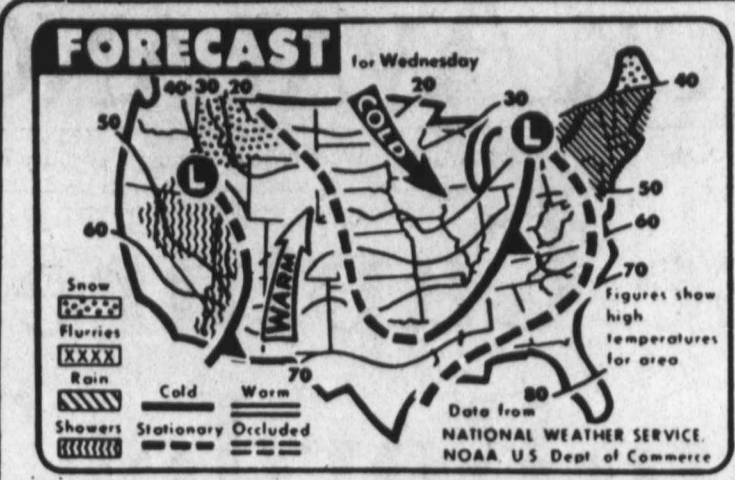 FORECAST
for Wednesday
40 30 20
20
30
40
50
COLD
L
L
50
60
60
70
WARM
70
80
Snow
Flurries
Rain
Showers
Cold
Warm
Stationary
Occluded
Figures show
high
temperatures
for area
Data from
NATIONAL WEATHER SERVICE,
NOAA, U.S. Dept of Commerce